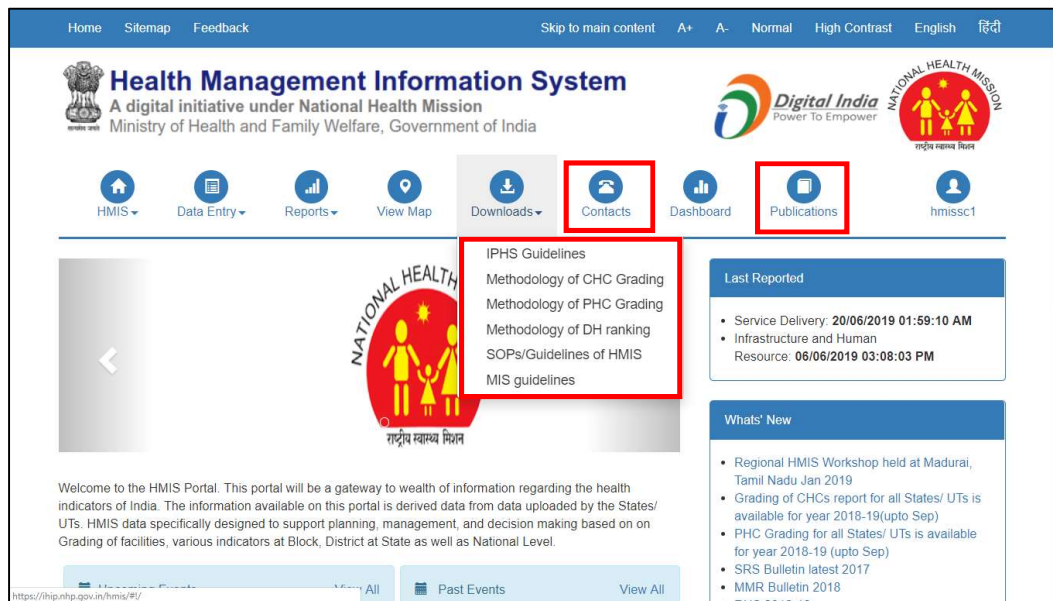 Home Sitemap Feedback Skip to main content A+ A- Normal High Contrast English हिंदी
Health Management Information System
A digital initiative under National Health Mission
Ministry of Health and Family Welfare, Government of India
Digital India
Power To Empower
NATIONAL HEALTH MISSION
राष्ट्रीय स्वास्थ्य मिशन
HMIS Data Entry Reports View Map Downloads Contacts Dashboard Publications hmissc1
IPHS Guidelines
Methodology of CHC Grading
Methodology of PHC Grading
Methodology of DH ranking
SOPs/Guidelines of HMIS
MIS guidelines
NATIONAL HEALTH
राष्ट्रीय स्वास्थ्य मिशन
Last Reported
Service Delivery: 20/06/2019 01:59:10 AM
Infrastructure and Human
Resource: 06/06/2019 03:08:03 PM
Whats' New
Regional HMIS Workshop held at Madurai,
Tamil Nadu Jan 2019
Grading of CHCs report for all States/ UTs is
available for year 2018-19(upto Sep)
PHC Grading for all States/ UTs is available
for year 2018-19 (upto Sep)
SRS Bulletin latest 2017
MMR Bulletin 2018
Welcome to the HMIS Portal. This portal will be a gateway to wealth of information regarding the health
indicators of India. The information available on this portal is derived data from data uploaded by the States/
UTs. HMIS data specifically designed to support planning, management, and decision making based on on
Grading of facilities, various indicators at Block, District at State as well as National Level.
View All Past Events View All
https://ihip.nhp.gov.in/hmis/#!/